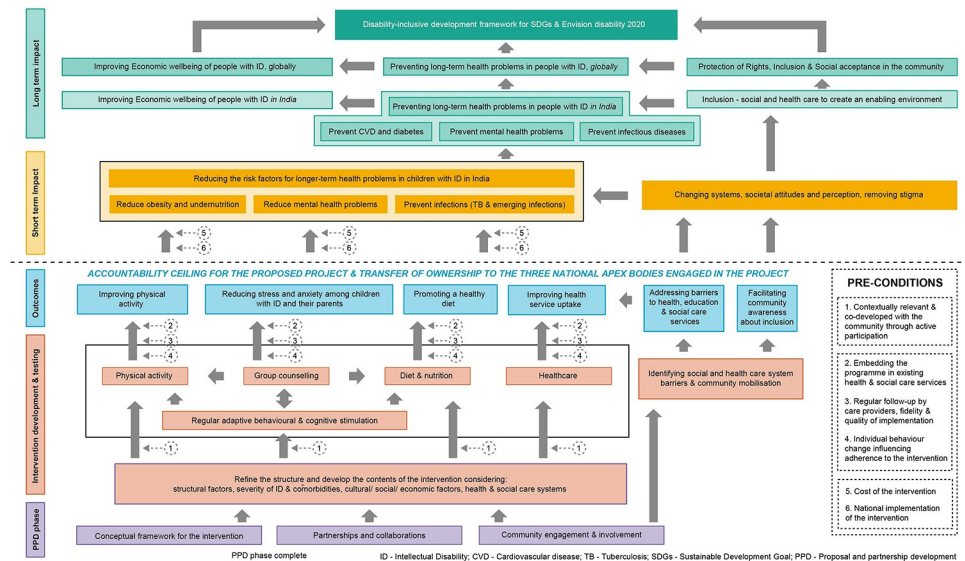 Long term impact
Disability-inclusive development framework for SDGs & Envision disability 2020
Improving Economic wellbeing of people with ID, globally
Preventing long-term health problems in people with ID, globally
Protection of Rights, Inclusion & Social acceptance in the community
Improving Economic wellbeing of people with ID in India
Preventing long-term health problems in people with ID in India
Inclusion - social and health care to create an enabling environment
Prevent CVD and diabetes
Prevent mental health problems
Prevent infectious diseases
Short term Impact
Reducing the risk factors for longer-term health problems in children with ID in India
Reduce obesity and undernutrition
Reduce mental health problems
Prevent infections (TB & emerging infections)
Changing systems, societal attitudes and perception, removing stigma
5
6
5
6
5
6
ACCOUNTABILITY CEILING FOR THE PROPOSED PROJECT & TRANSFER OF OWNERSHIP TO THE THREE NATIONAL APEX BODIES ENGAGED IN THE PROJECT
Outcomes
Improving physical
activity
Reducing stress and anxiety among children
with ID and their parents
Promoting a healthy
diet
Improving health
service uptake
Addressing barriers
to health, education
& social care
services
Facilitating
community
awareness
about inclusion
2
3
4
2
3
4
2
3
4
2
3
4
Intervention development & testing
Physical activity
Group counselling
Diet & nutrition
Healthcare
Identifying social and health care system
barriers & community mobilisation
Regular adaptive behavioural & cognitive stimulation
1
1
1
1
Refine the structure and develop the contents of the intervention considering:
structural factors, severity of ID & comorbidities, cultural/ social/ economic factors, health & social care systems
PPD phase
Conceptual framework for the intervention
Partnerships and collaborations
Community engagement & involvement
PRE-CONDITIONS
1. Contextually relevant &
co-developed with the
community through active
participation
2. Embedding the
programme in existing
health & social care services
3. Regular follow-up by
care providers, fidelity &
quality of implementation
4. Individual behaviour
change influencing
adherence to the intervention
5. Cost of the intervention
6. National implementation
of the intervention
PPD phase complete
ID - Intellectual Disability; CVD - Cardiovascular disease; TB - Tuberculosis; SDGs - Sustainable Development Goal; PPD - Proposal and partnership development